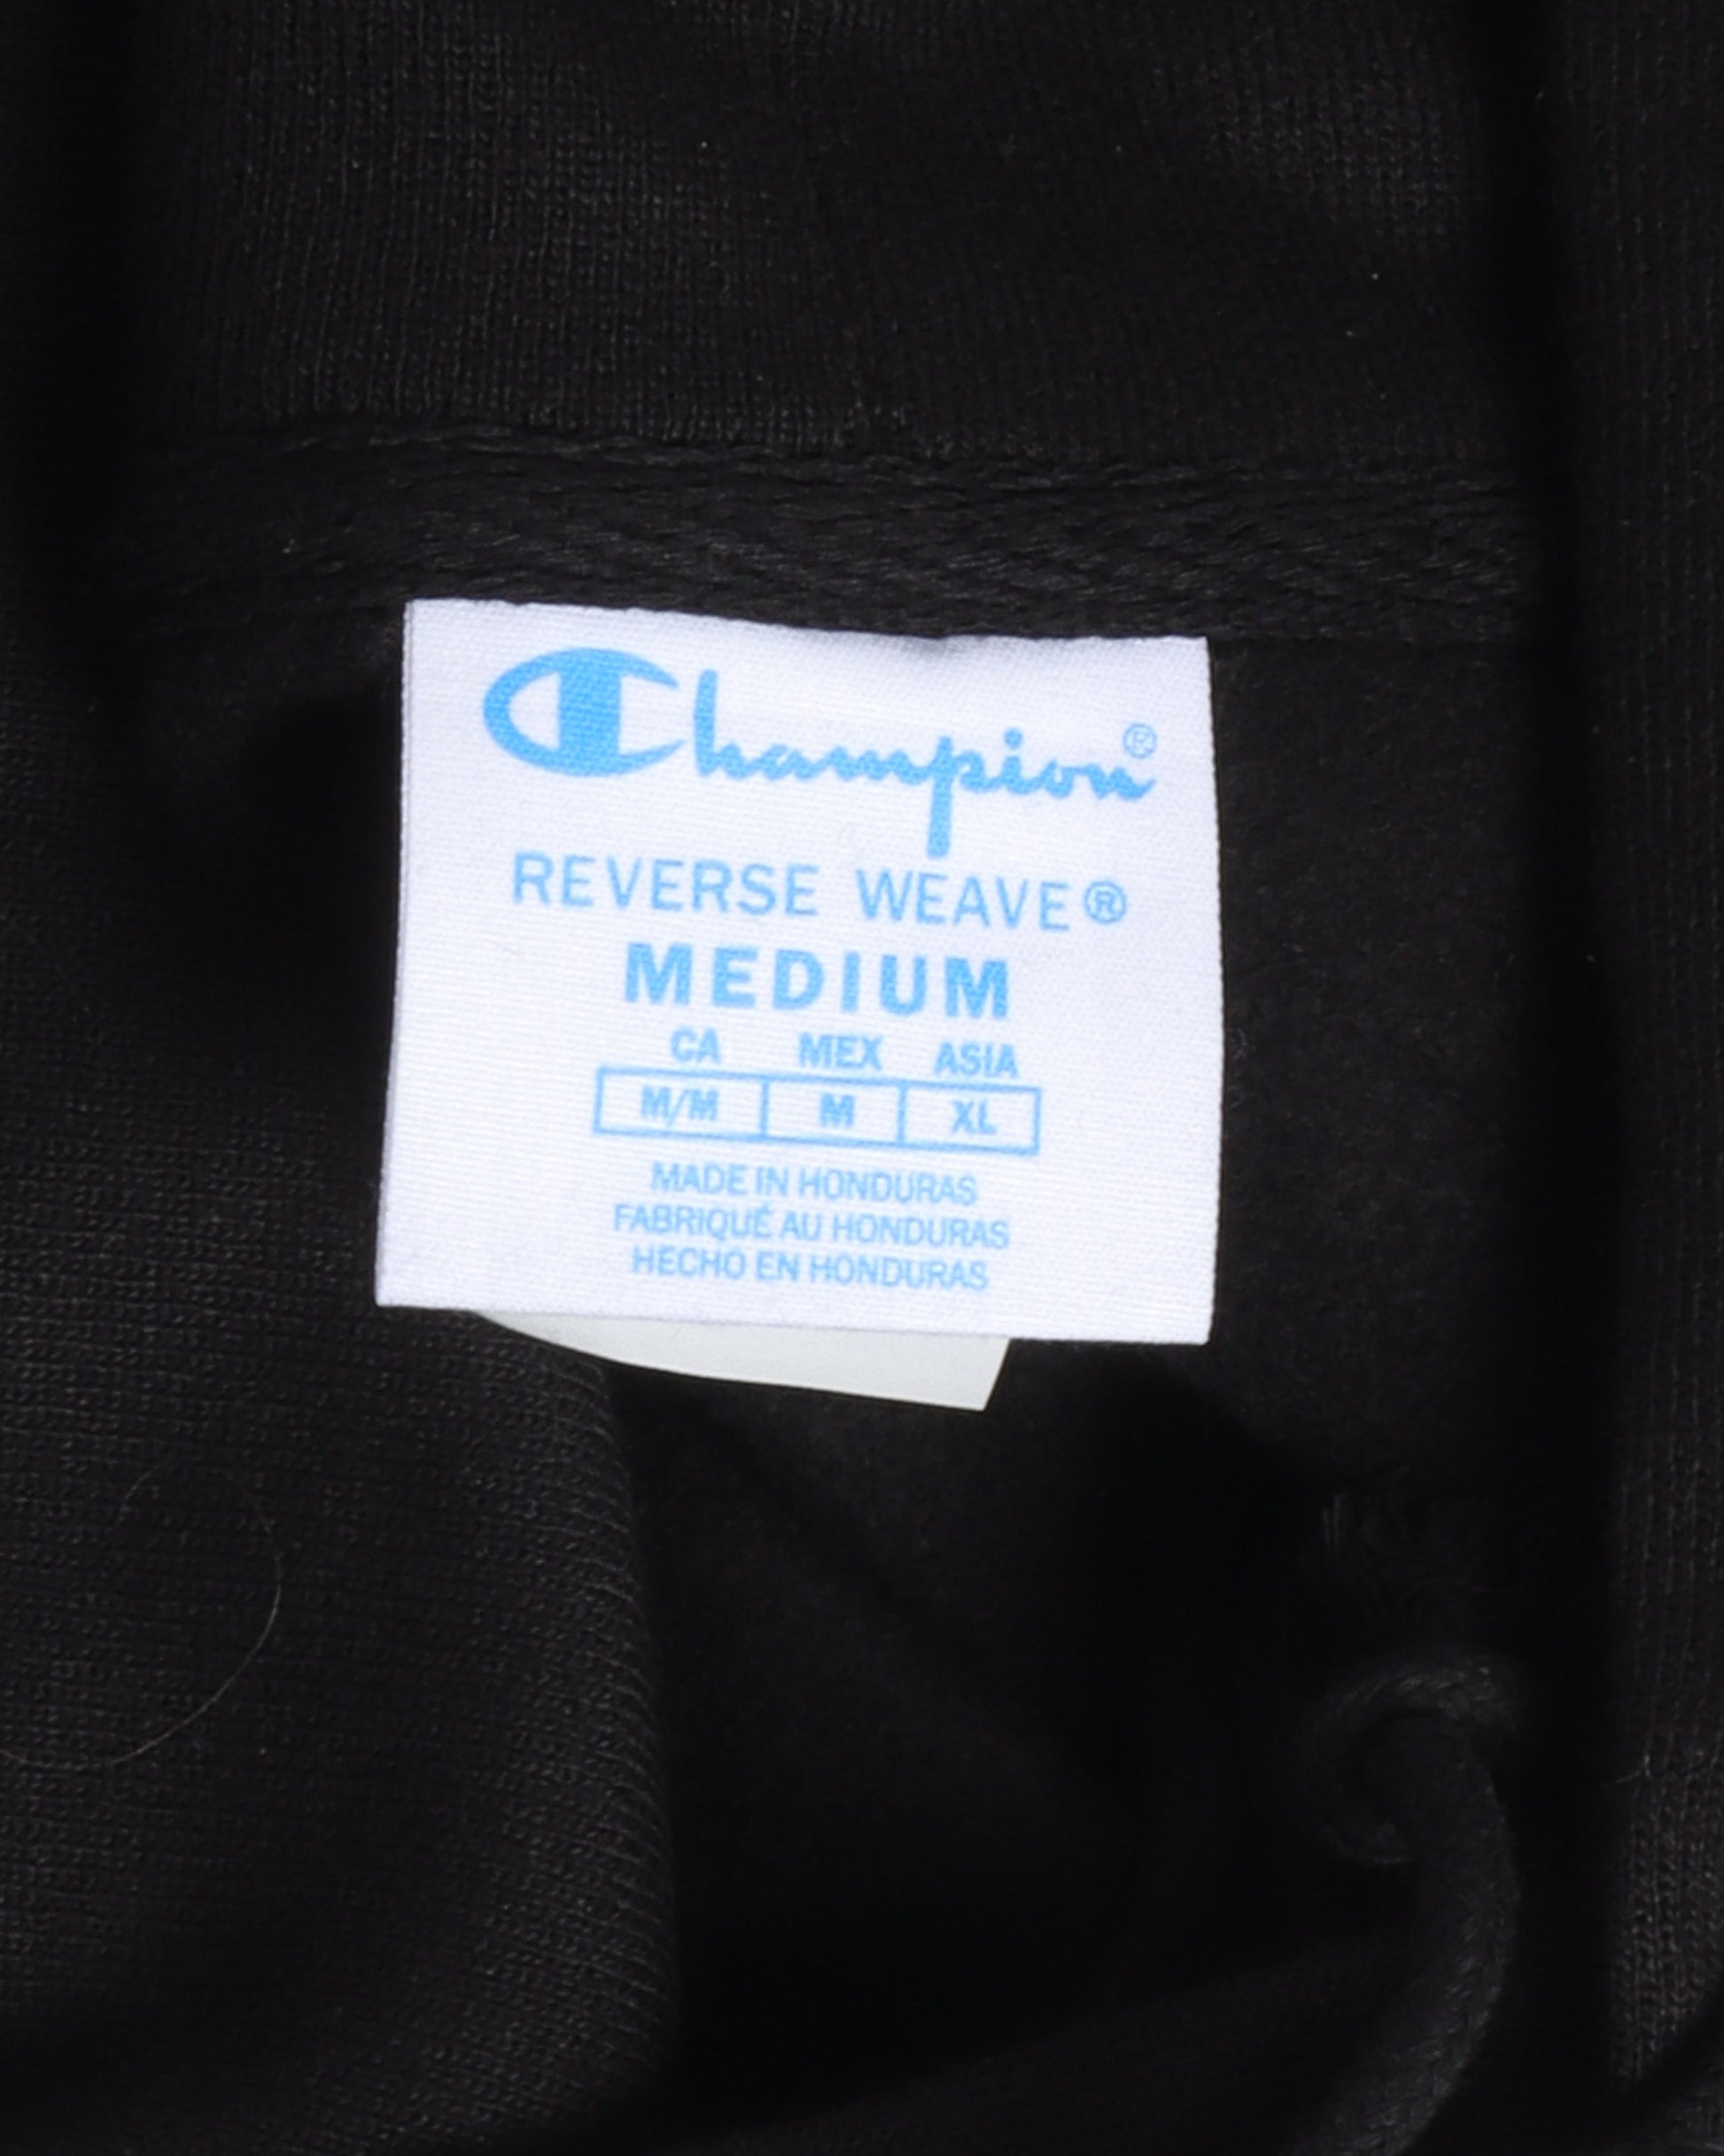 Champion®
REVERSE WEAVE®
MEDIUM
CA MEX ASIA
M/M M XL
MADE IN HONDURAS
FABRIQUÉ AU HONDURAS
HECHO EN HONDURAS